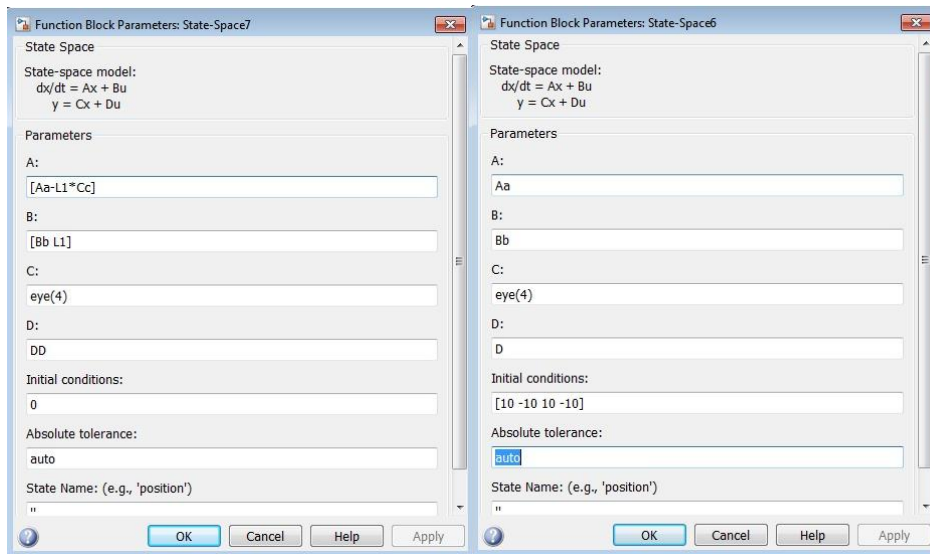 Function Block Parameters: State-Space7
State Space
State-space model:
dx/dt = Ax + Bu
y = Cx + Du
Parameters
A:
[Aa-L1*Cc]
B:
[Bb L1]
C:
eye(4)
D:
DD
Initial conditions:
0
Absolute tolerance:
auto
State Name: (e.g., 'position')
''
OK Cancel Help Apply
Function Block Parameters: State-Space6
State Space
State-space model:
dx/dt = Ax + Bu
y = Cx + Du
Parameters
A:
Aa
B:
Bb
C:
eye(4)
D:
D
Initial conditions:
[10 -10 10 -10]
Absolute tolerance:
auto
State Name: (e.g., 'position')
''
OK Cancel Help Apply